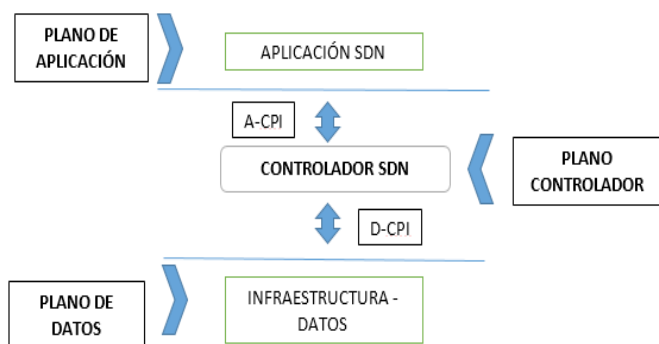 PLANO DE
APLICACIÓN
APLICACIÓN SDN
A-CPI
CONTROLADOR SDN
PLANO
CONTROLADOR
D-CPI
PLANO DE
DATOS
INFRAESTRUCTURA -
DATOS